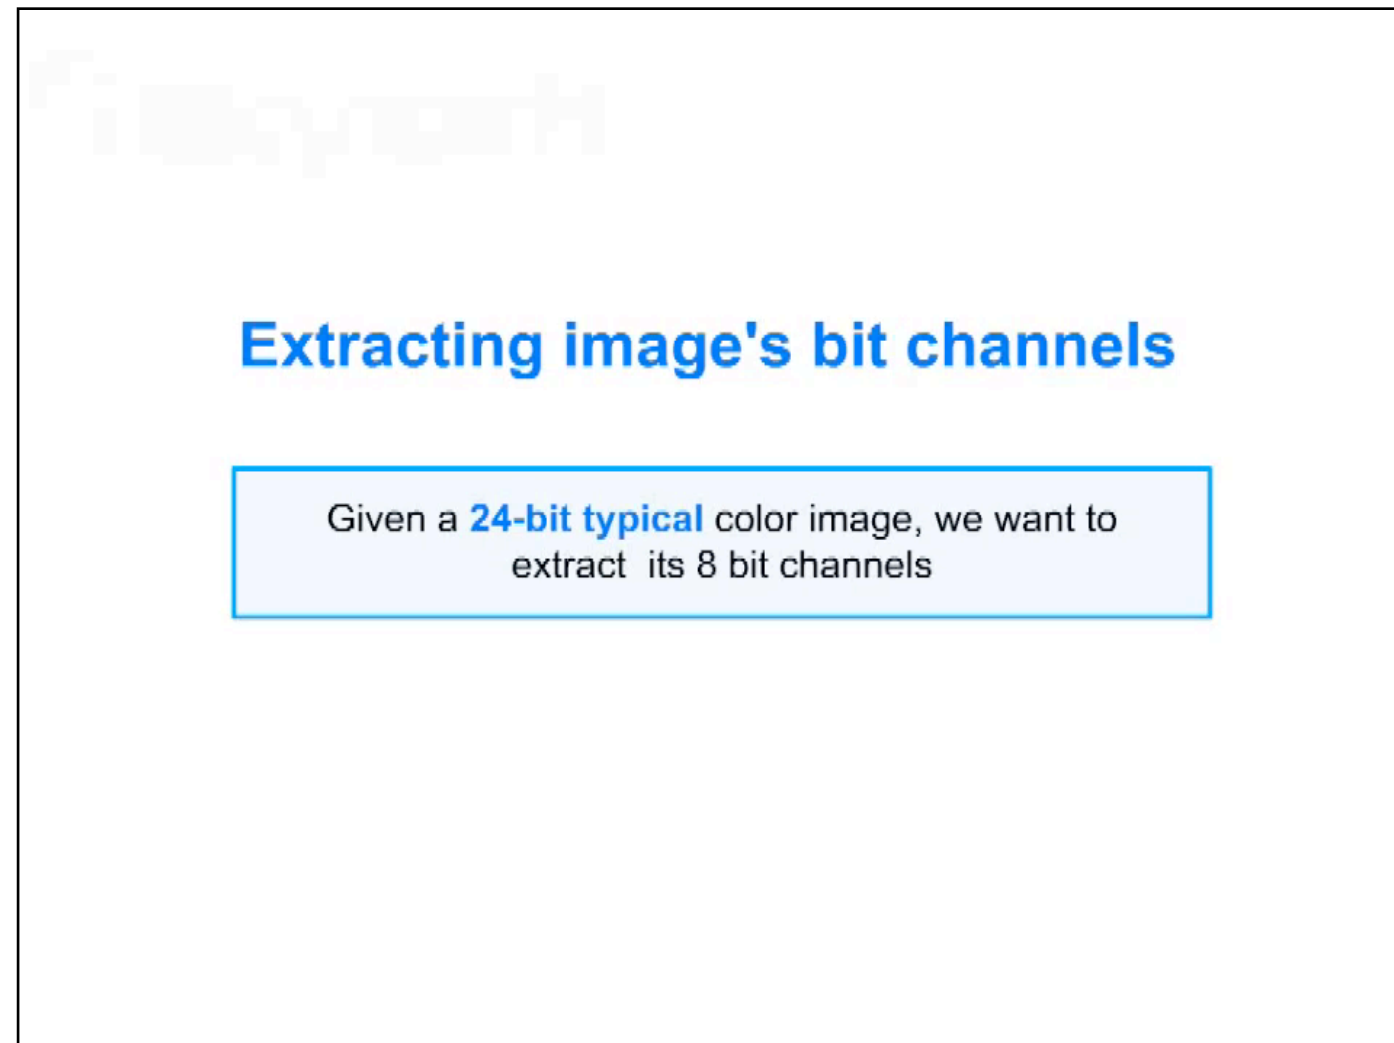 Extracting image's bit channels
Given a 24-bit typical color image, we want to
extract  its 8 bit channels